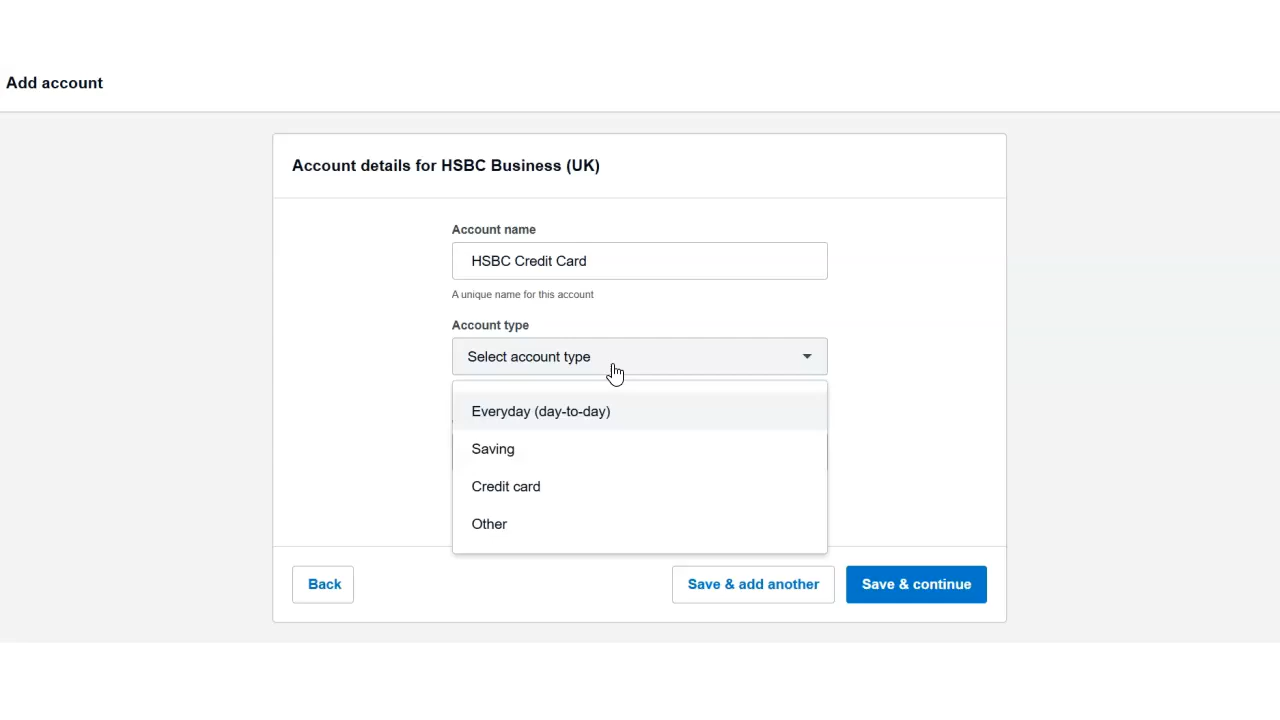 Add account
Account details for HSBC Business (UK)
Account name
HSBC Credit Card
A unique name for this account
Account type
Select account type
Everyday (day-to-day)
Saving
Credit card
Other
Back
Save & add another
Save & continue